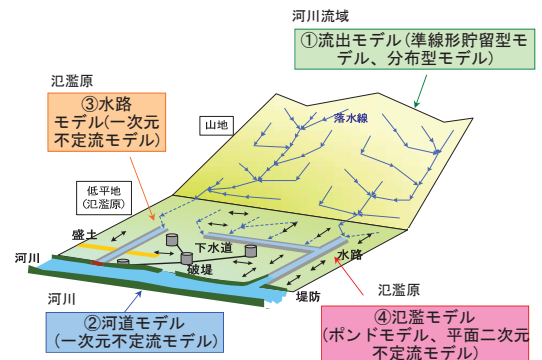 河川流域
①流出モデル(準線形貯留型モ
デル、分布型モデル)
氾濫原
③水路
モデル(一次元
不定流モデル)
山地
落水線
低平地
(氾濫原)
盛土
下水道
河川
破堤
水路
堤防
河川
②河道モデル
(一次元不定流モデル)
氾濫原
④氾濫モデル
(ポンドモデル、平面二次元
不定流モデル)